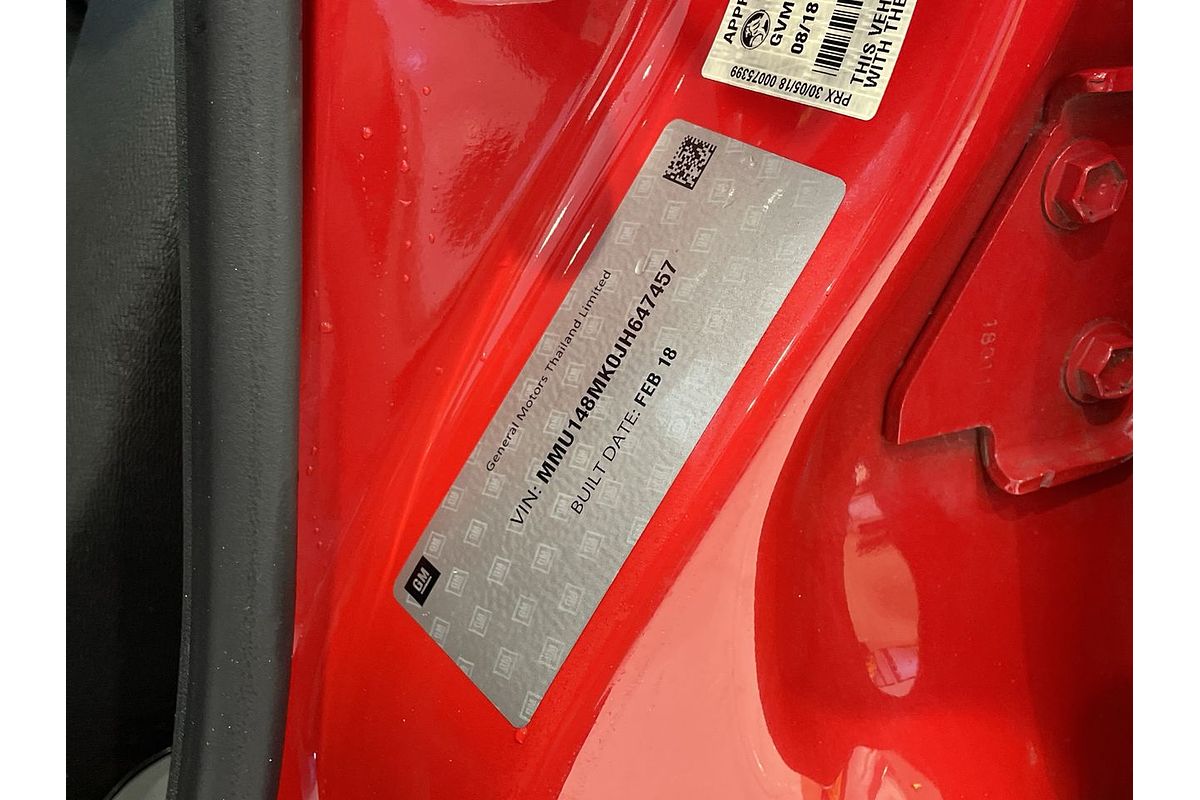 GVM
08/18
THIS VEH
WITH THE
PRX 30/05/18 00075399
General Motors Thailand Limited
VIN: MMU148MK0JH647457
BUILT DATE: FEB 18
GM